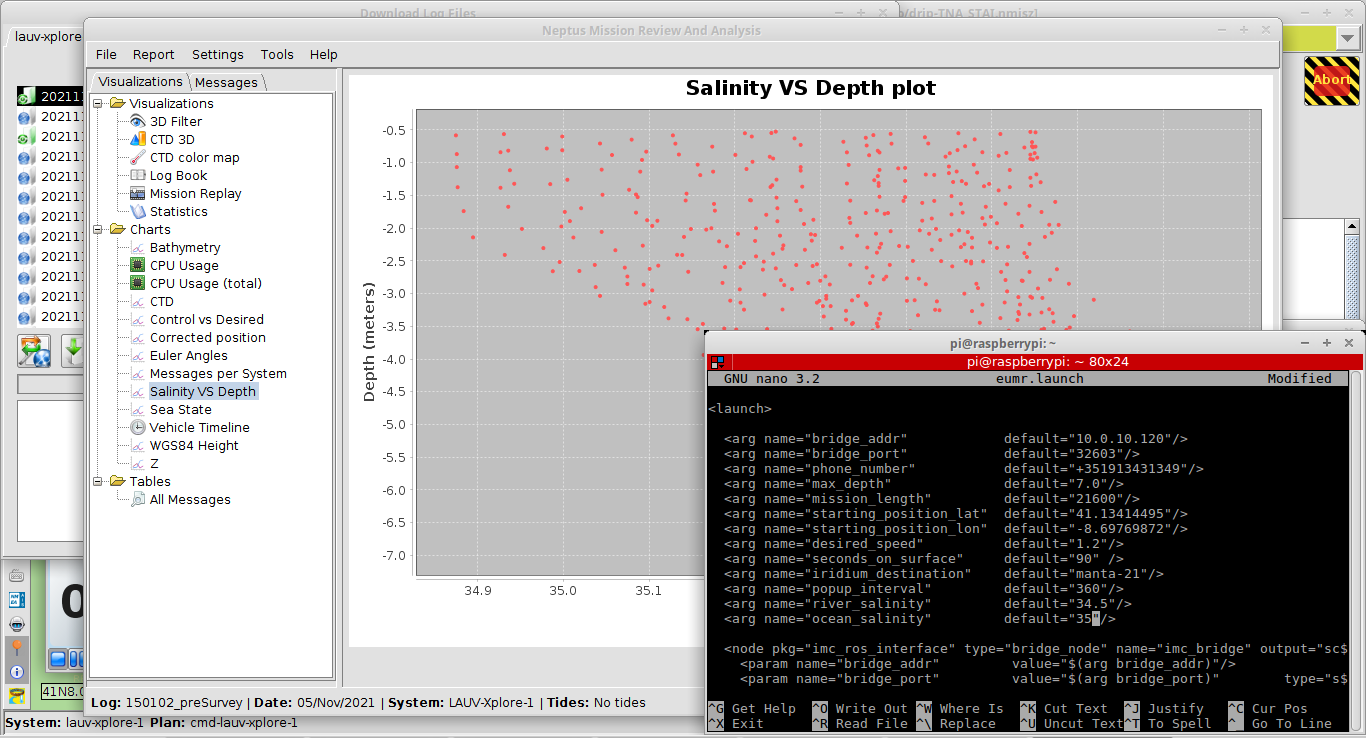 Download Log Files
p/drip-TNA_STAI.nmisz]
lauv-xplore
202111
202111
202111
202111
202111
202111
202111
202111
202111
202111
202111
202111
Abort
Neptus Mission Review And Analysis
File Report Settings Tools Help
Visualizations Messages
Visualizations
3D Filter
CTD 3D
CTD color map
Log Book
Mission Replay
Statistics
Charts
Bathymetry
CPU Usage
CPU Usage (total)
CTD
Control vs Desired
Corrected position
Euler Angles
Messages per System
Salinity VS Depth
Sea State
Vehicle Timeline
WGS84 Height
Z
Tables
All Messages
Salinity VS Depth plot
Depth (meters)
-0.5
-1.0
-1.5
-2.0
-2.5
-3.0
-3.5
-4.0
-4.5
-5.0
-5.5
-6.0
-6.5
-7.0
34.9 35.0 35.1
Log: 150102_preSurvey | Date: 05/Nov/2021 | System: LAUV-Xplore-1 | Tides: No tides
41N8.0
System: lauv-xplore-1 Plan: cmd-lauv-xplore-1
pi@raspberrypi: ~
pi@raspberrypi: ~ 80x24
GNU nano 3.2 eumr.launch Modified
<launch>
<arg name="bridge_addr" default="10.0.10.120"/>
<arg name="bridge_port" default="32603"/>
<arg name="phone_number" default="+351913431349"/>
<arg name="max_depth" default="7.0"/>
<arg name="mission_length" default="21600"/>
<arg name="starting_position_lat" default="41.13414495"/>
<arg name="starting_position_lon" default="-8.69769872"/>
<arg name="desired_speed" default="1.2"/>
<arg name="seconds_on_surface" default="90" />
<arg name="iridium_destination" default="manta-21"/>
<arg name="popup_interval" default="360"/>
<arg name="river_salinity" default="34.5"/>
<arg name="ocean_salinity" default="35"/>
<node pkg="imc_ros_interface" type="bridge_node" name="imc_bridge" output="sc$
<param name="bridge_addr" value="$(arg bridge_addr)"/>
<param name="bridge_port" value="$(arg bridge_port)" type="s$
^G Get Help ^O Write Out ^W Where Is ^K Cut Text ^J Justify ^C Cur Pos
^X Exit ^R Read File ^\ Replace ^U Uncut Text ^T To Spell ^_ Go To Line